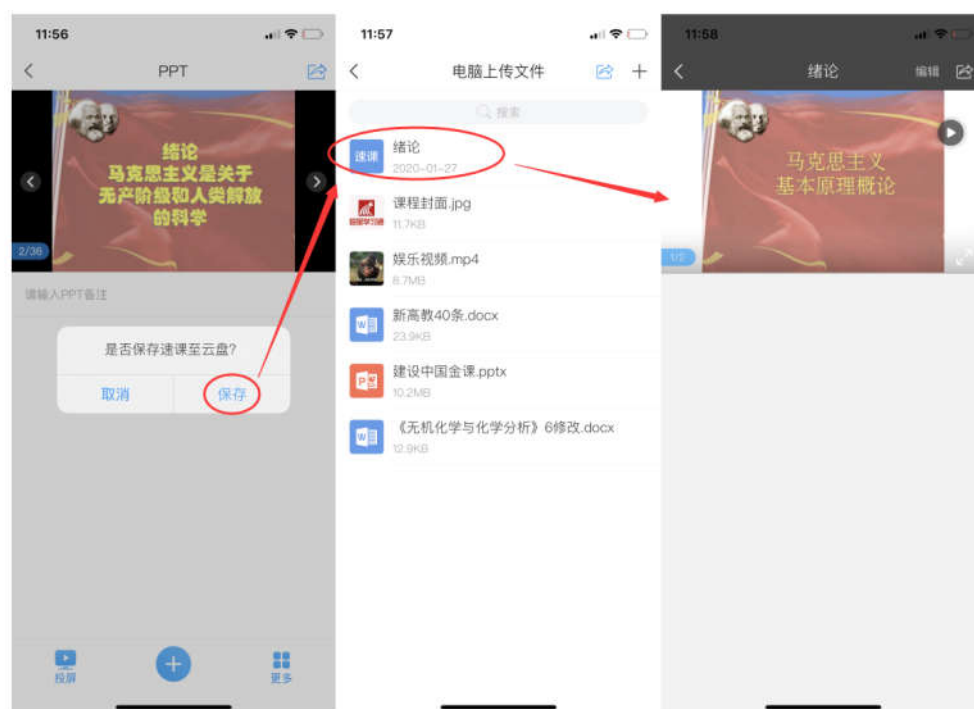 11:56
PPT
绪论
马克思主义是关于
无产阶级和人类解放
的科学
2/36
请输入PPT备注
是否保存速课至云盘?
取消
保存
投屏
更多
11:57
电脑上传文件
搜索
速课
绪论
2020-01-27
课程封面.jpg
11.7KB
娱乐视频.mp4
8.7MB
新高教40条.docx
23.9KB
建设中国金课.pptx
10.2MB
《无机化学与化学分析》6修改.docx
12.9KB
11:58
绪论
编辑
马克思主义
基本原理概论
1/2